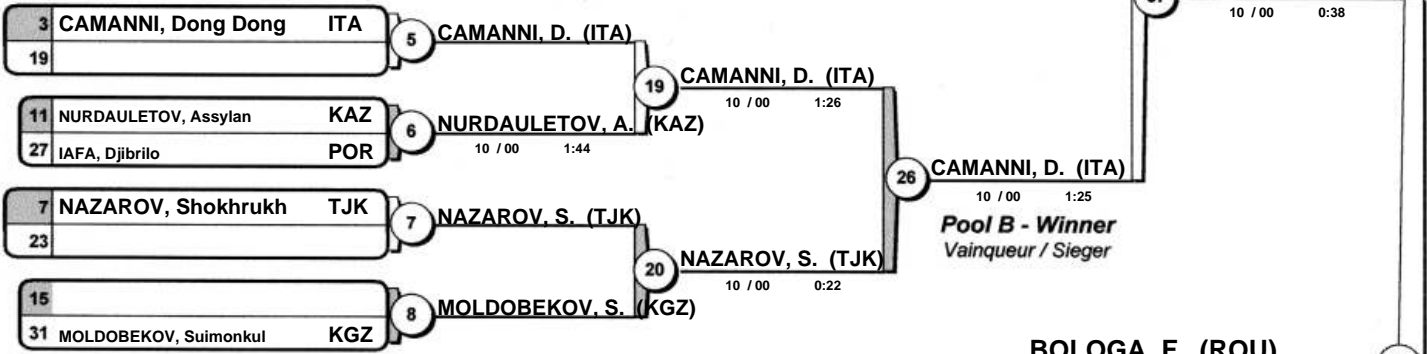 10 / 00 0:38
3 CAMANNI, Dong Dong ITA
19
5
CAMANNI, D. (ITA)
11 NURDAULETOV, Assylan KAZ
27 IAFA, Djibrilo POR
6
NURDAULETOV, A. (KAZ)
10 / 00 1:44
19
CAMANNI, D. (ITA)
10 / 00 1:26
7 NAZAROV, Shokhrukh TJK
23
7
NAZAROV, S. (TJK)
15
31 MOLDOBEKOV, Suimonkul KGZ
8
MOLDOBEKOV, S. (KGZ)
20
NAZAROV, S. (TJK)
10 / 00 0:22
26
CAMANNI, D. (ITA)
10 / 00 1:25
Pool B - Winner
Vainqueur / Sieger
BOLOGA, F. (ROU)